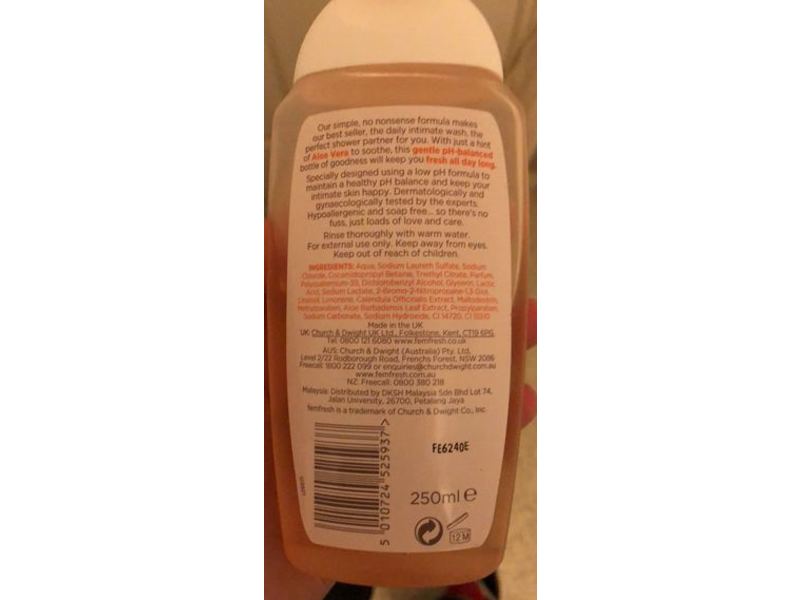 Our simple, no nonsense formula makes
our best seller, the daily intimate wash, the
perfect shower partner for you. With just a hint
of Aloe Vera to soothe, this gentle pH-balanced
bottle of goodness will keep you fresh all day long.
Specially designed using a low pH formula to
maintain a healthy pH balance and keep your
intimate skin happy. Dermatologically and
gynaecologically tested by the experts.
Hypoallergenic and soap free... so there's no
fuss, just loads of love and care.
Rinse thoroughly with warm water.
For external use only. Keep away from eyes.
Keep out of reach of children.
INGREDIENTS: Aqua, Sodium Laureth Sulfate, Sodium
Chloride, Cocamidopropyl Betaine, Triethyl Citrate, Parfum,
Polyquaternium-39, Dichlorobenzyl Alcohol, Glycerin, Lactic
Acid, Sodium Lactate, 2-Bromo-2-Nitropropane-1,3-Diol,
Linalool, Limonene, Calendula Officinalis Extract, Maltodextrin,
Methylparaben, Aloe Barbadensis Leaf Extract, Propylparaben,
Sodium Carbonate, Sodium Hydroxide, CI 14720, CI 19140
Made in the UK
UK: Church & Dwight UK Ltd., Folkestone, Kent, CT19 6PG.
Tel: 0800 121 6080 www.femfresh.co.uk
AUS: Church & Dwight (Australia) Pty. Ltd.
Level 2/22 Rodborough Road, Frenchs Forest, NSW 2086
Freecall: 1800 222 099 or enquiries@churchdwight.com.au
www.femfresh.com.au
NZ: Freecall: 0800 380 218
Malaysia: Distributed by DKSH Malaysia Sdn Bhd Lot 74,
Jalan University, 26700, Petaling Jaya
femfresh is a trademark of Church & Dwight Co., Inc.
FE6240E
250ml e
12M
5 010724 525937 >